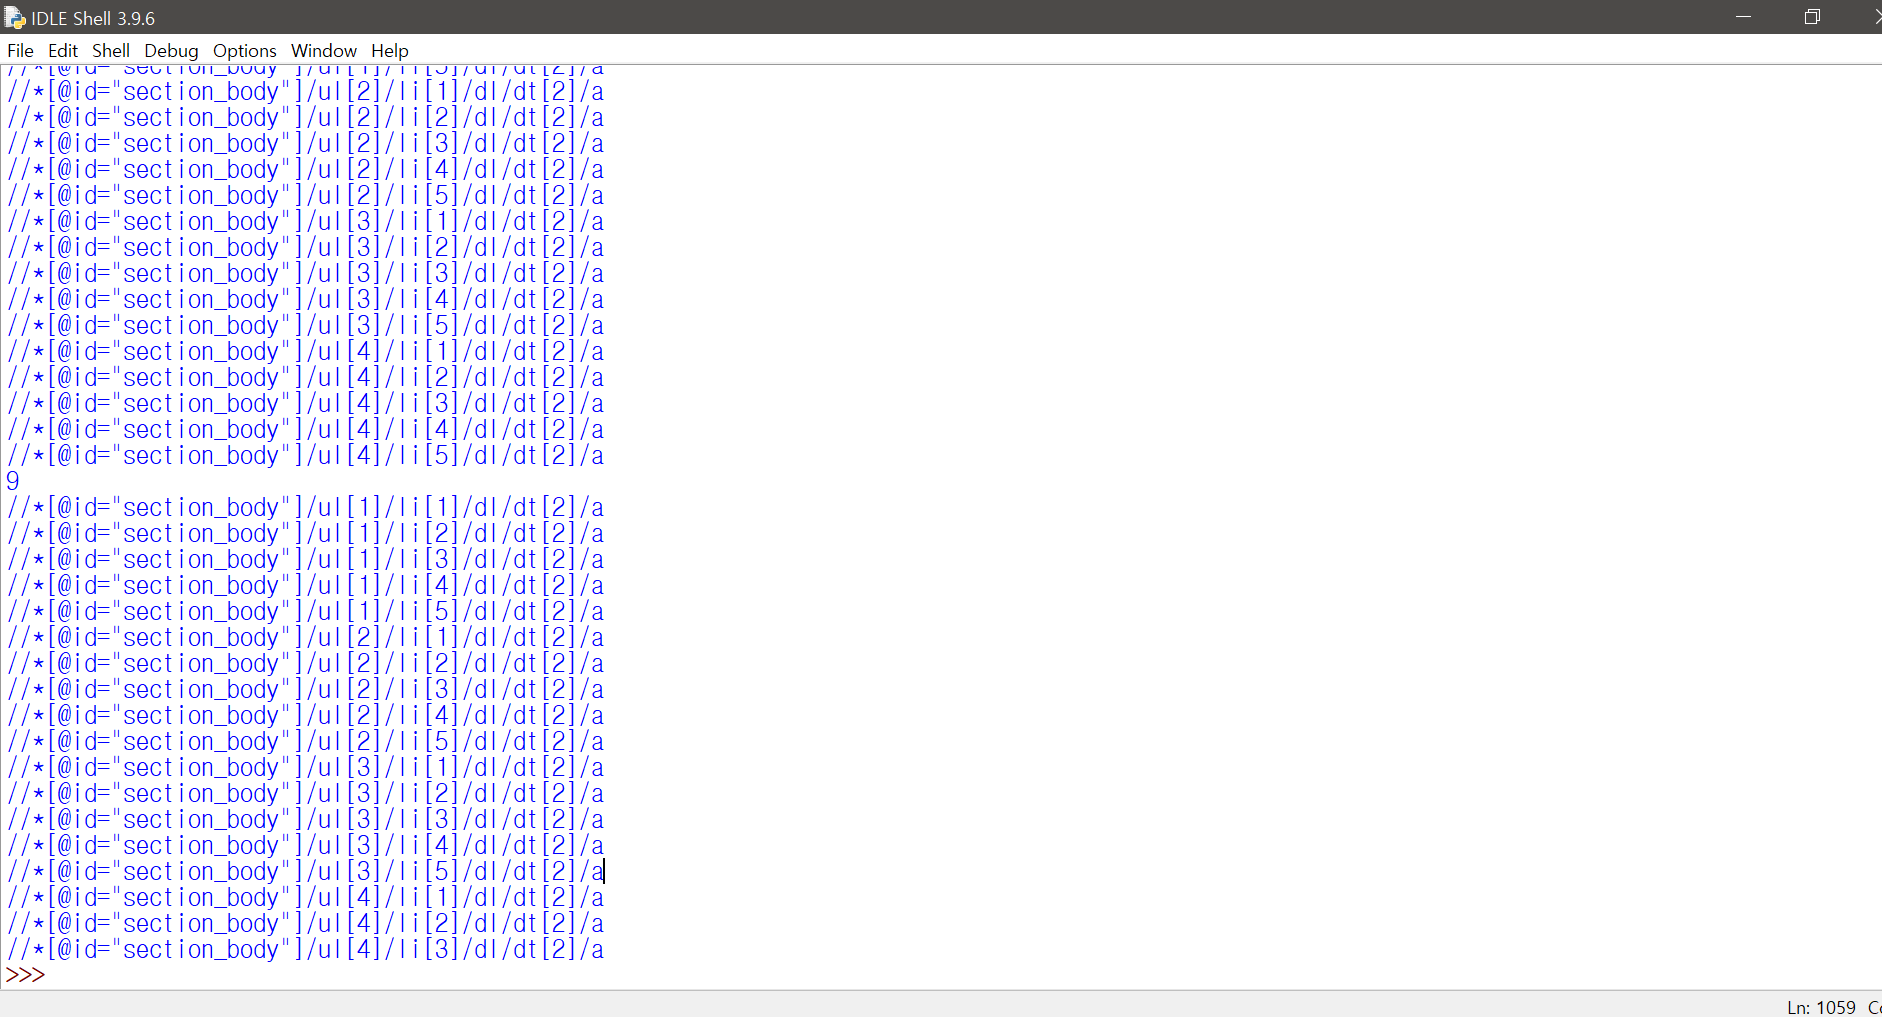 IDLE Shell 3.9.6
File Edit Shell Debug Options Window Help
//*[@id="section_body"]/ul[1]/li[5]/dl/dt[2]/a
//*[@id="section_body"]/ul[2]/li[1]/dl/dt[2]/a
//*[@id="section_body"]/ul[2]/li[2]/dl/dt[2]/a
//*[@id="section_body"]/ul[2]/li[3]/dl/dt[2]/a
//*[@id="section_body"]/ul[2]/li[4]/dl/dt[2]/a
//*[@id="section_body"]/ul[2]/li[5]/dl/dt[2]/a
//*[@id="section_body"]/ul[3]/li[1]/dl/dt[2]/a
//*[@id="section_body"]/ul[3]/li[2]/dl/dt[2]/a
//*[@id="section_body"]/ul[3]/li[3]/dl/dt[2]/a
//*[@id="section_body"]/ul[3]/li[4]/dl/dt[2]/a
//*[@id="section_body"]/ul[3]/li[5]/dl/dt[2]/a
//*[@id="section_body"]/ul[4]/li[1]/dl/dt[2]/a
//*[@id="section_body"]/ul[4]/li[2]/dl/dt[2]/a
//*[@id="section_body"]/ul[4]/li[3]/dl/dt[2]/a
//*[@id="section_body"]/ul[4]/li[4]/dl/dt[2]/a
//*[@id="section_body"]/ul[4]/li[5]/dl/dt[2]/a
9
//*[@id="section_body"]/ul[1]/li[1]/dl/dt[2]/a
//*[@id="section_body"]/ul[1]/li[2]/dl/dt[2]/a
//*[@id="section_body"]/ul[1]/li[3]/dl/dt[2]/a
//*[@id="section_body"]/ul[1]/li[4]/dl/dt[2]/a
//*[@id="section_body"]/ul[1]/li[5]/dl/dt[2]/a
//*[@id="section_body"]/ul[2]/li[1]/dl/dt[2]/a
//*[@id="section_body"]/ul[2]/li[2]/dl/dt[2]/a
//*[@id="section_body"]/ul[2]/li[3]/dl/dt[2]/a
//*[@id="section_body"]/ul[2]/li[4]/dl/dt[2]/a
//*[@id="section_body"]/ul[2]/li[5]/dl/dt[2]/a
//*[@id="section_body"]/ul[3]/li[1]/dl/dt[2]/a
//*[@id="section_body"]/ul[3]/li[2]/dl/dt[2]/a
//*[@id="section_body"]/ul[3]/li[3]/dl/dt[2]/a
//*[@id="section_body"]/ul[3]/li[4]/dl/dt[2]/a
//*[@id="section_body"]/ul[3]/li[5]/dl/dt[2]/a
//*[@id="section_body"]/ul[4]/li[1]/dl/dt[2]/a
//*[@id="section_body"]/ul[4]/li[2]/dl/dt[2]/a
//*[@id="section_body"]/ul[4]/li[3]/dl/dt[2]/a
>>>
Ln: 1059